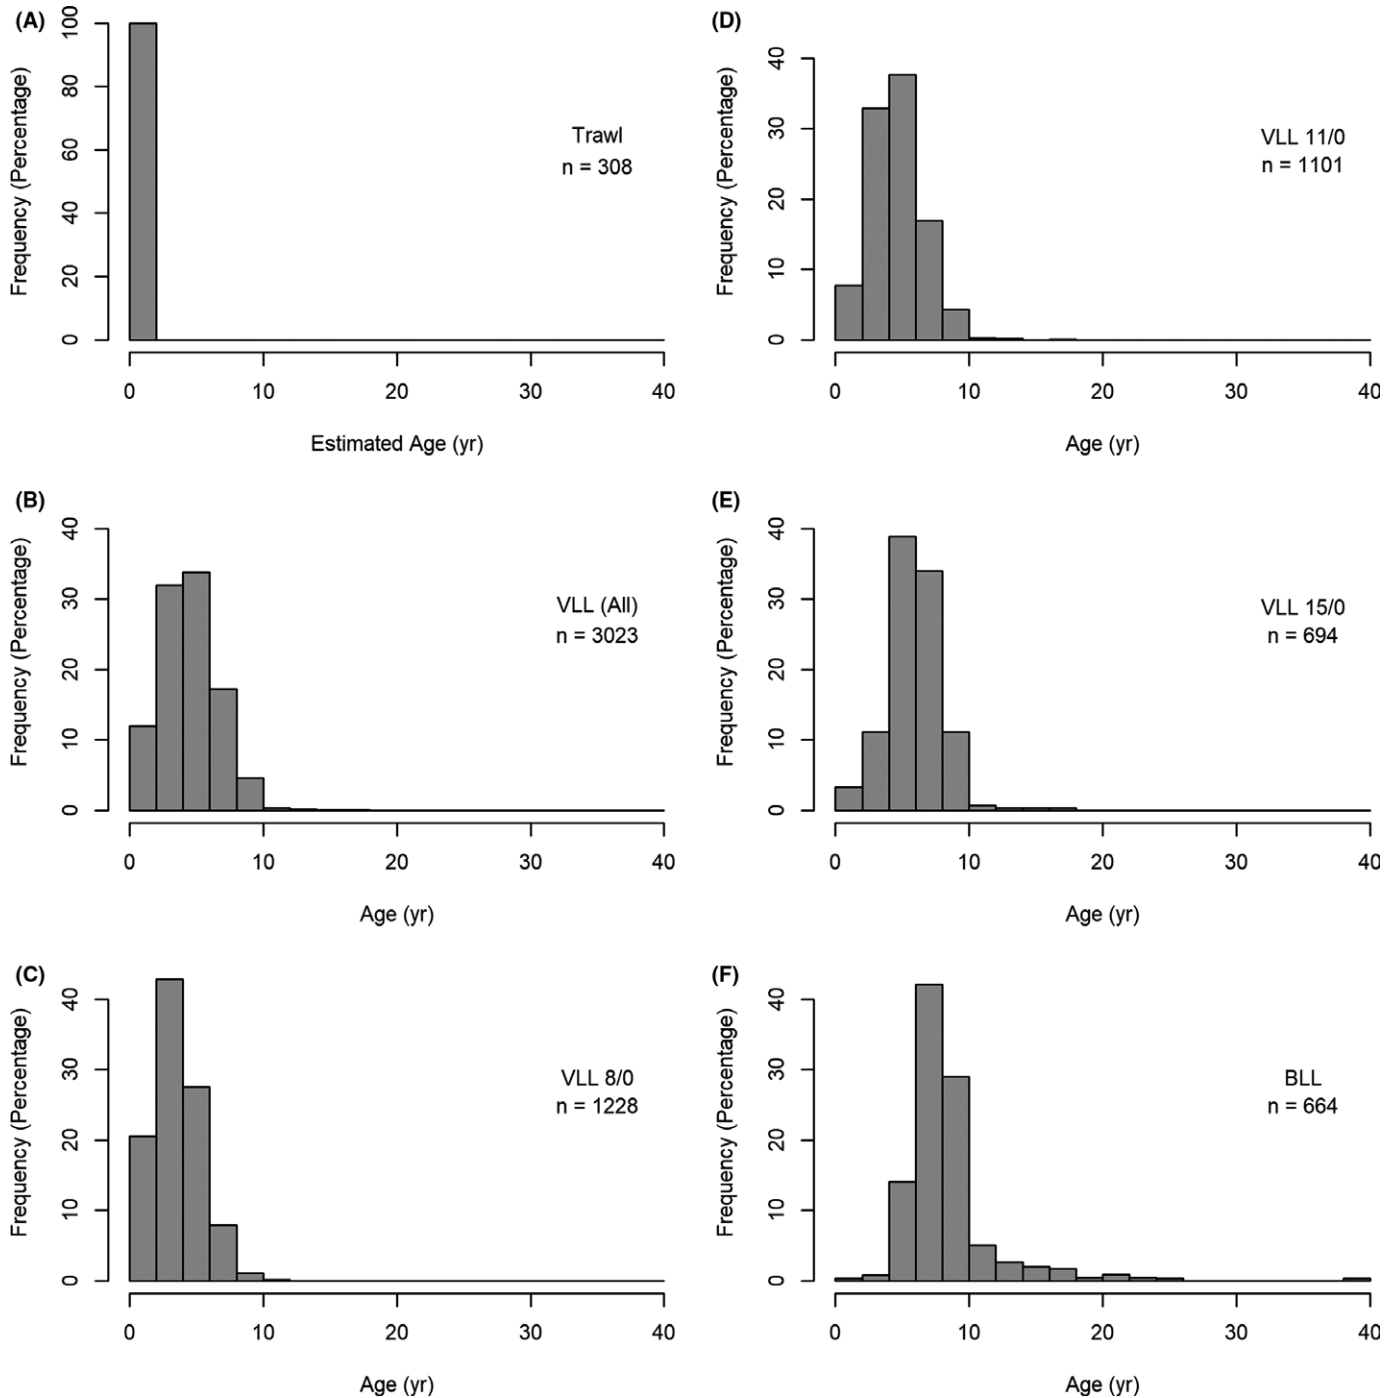 (A)
Frequency (Percentage)
0 20 40 60 80 100
Trawl
n = 308
0 10 20 30 40
Estimated Age (yr)
(B)
Frequency (Percentage)
0 10 20 30 40
VLL (All)
n = 3023
0 10 20 30 40
Age (yr)
(C)
Frequency (Percentage)
0 10 20 30 40
VLL 8/0
n = 1228
0 10 20 30 40
Age (yr)
(D)
Frequency (Percentage)
0 10 20 30 40
VLL 11/0
n = 1101
0 10 20 30 40
Age (yr)
(E)
Frequency (Percentage)
0 10 20 30 40
VLL 15/0
n = 694
0 10 20 30 40
Age (yr)
(F)
Frequency (Percentage)
0 10 20 30 40
BLL
n = 664
0 10 20 30 40
Age (yr)